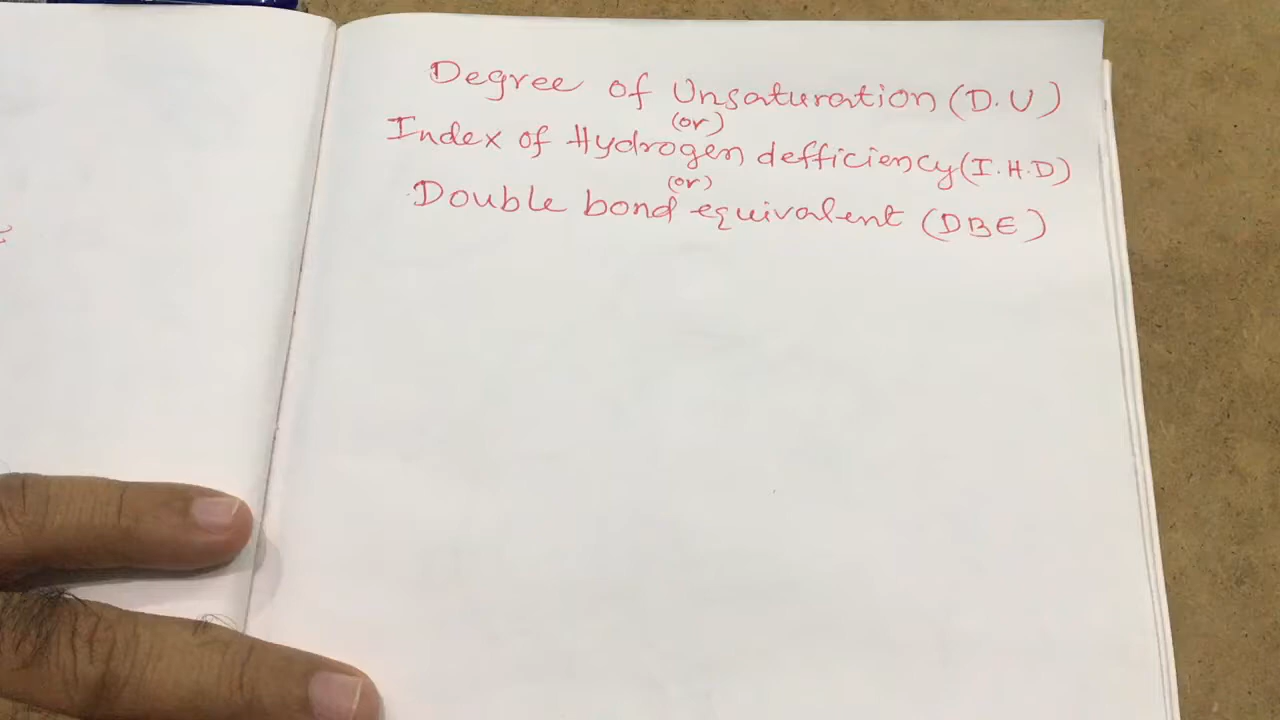 Degree of Unsaturation (D.U)
(or)
Index of Hydrogen defficiency (I.H.D)
(or)
Double bond equivalent (DBE)